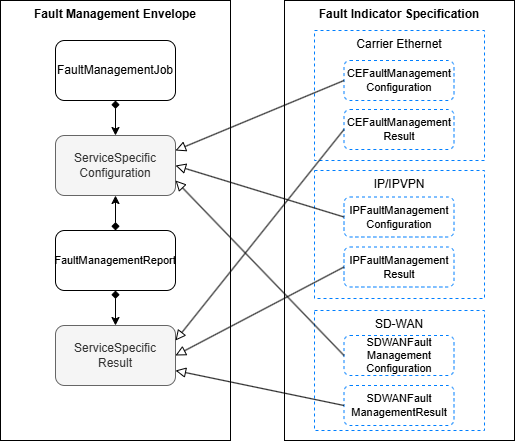 Fault Management Envelope
FaultManagementJob
ServiceSpecific
Configuration
FaultManagementReport
ServiceSpecific
Result
Fault Indicator Specification
Carrier Ethernet
CEFaultManagement
Configuration
CEFaultManagement
Result
IP/IPVPN
IPFaultManagement
Configuration
IPFaultManagement
Result
SD-WAN
SDWANFault
Management
Configuration
SDWANFault
ManagementResult